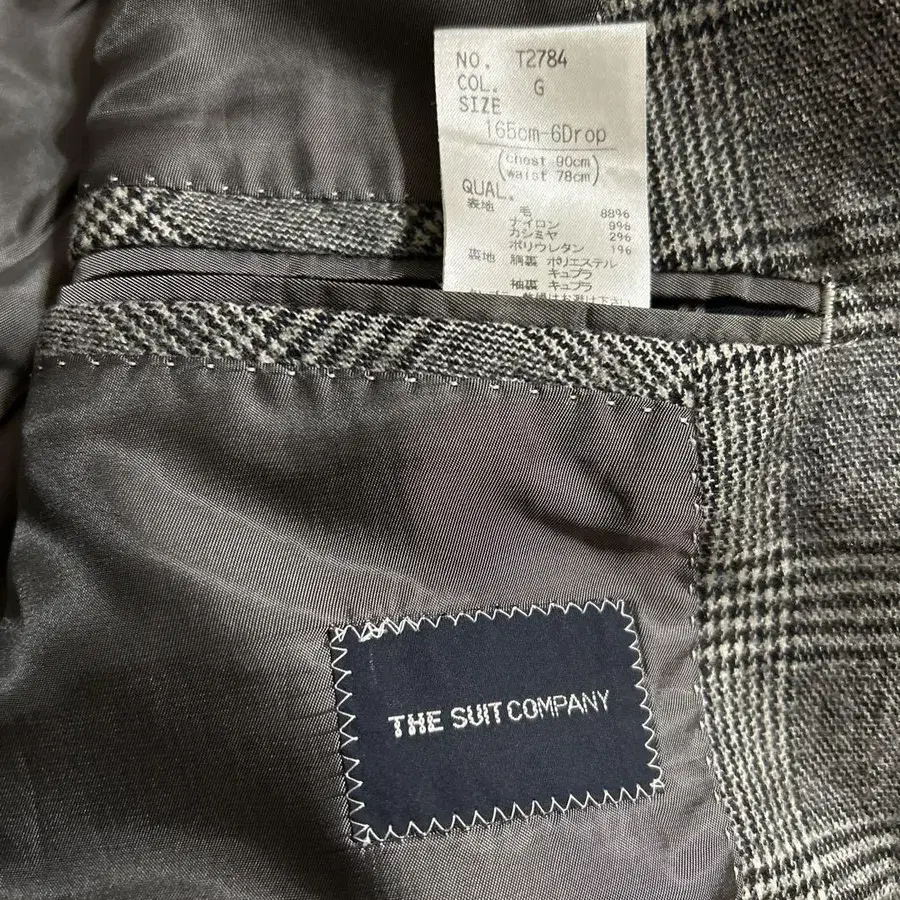 NO. T2784
COL. G
SIZE
165cm-6Drop
(chest 90cm)
(waist 78cm)
QUAL.
表地 毛 88%
ナイロン 9%
カシミヤ 2%
ポリウレタン 1%
裏地 胴裏 ポリエステル
キュプラ
袖裏 キュプラ
THE SUIT COMPANY